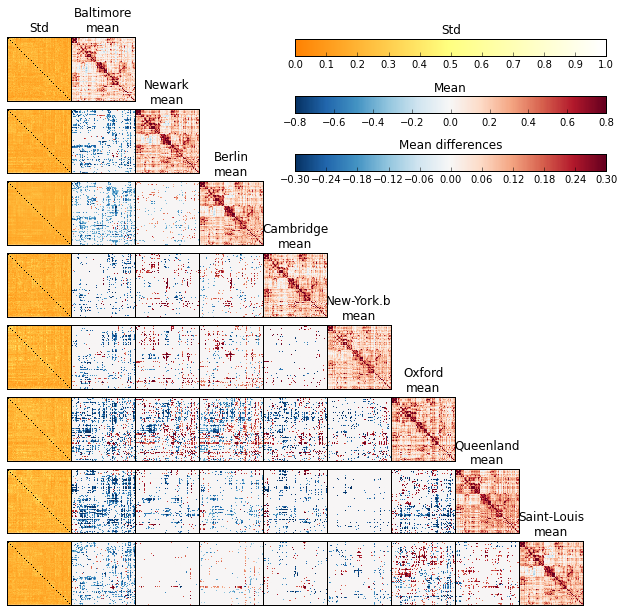 Std
Baltimore
mean
Newark
mean
Berlin
mean
Cambridge
mean
New-York.b
mean
Oxford
mean
Queenland
mean
Saint-Louis
mean
Std
0.0 0.1 0.2 0.3 0.4 0.5 0.6 0.7 0.8 0.9 1.0
Mean
−0.8 −0.6 −0.4 −0.2 0.0 0.2 0.4 0.6 0.8
Mean differences
−0.30 −0.24 −0.18 −0.12 −0.06 0.00 0.06 0.12 0.18 0.24 0.30